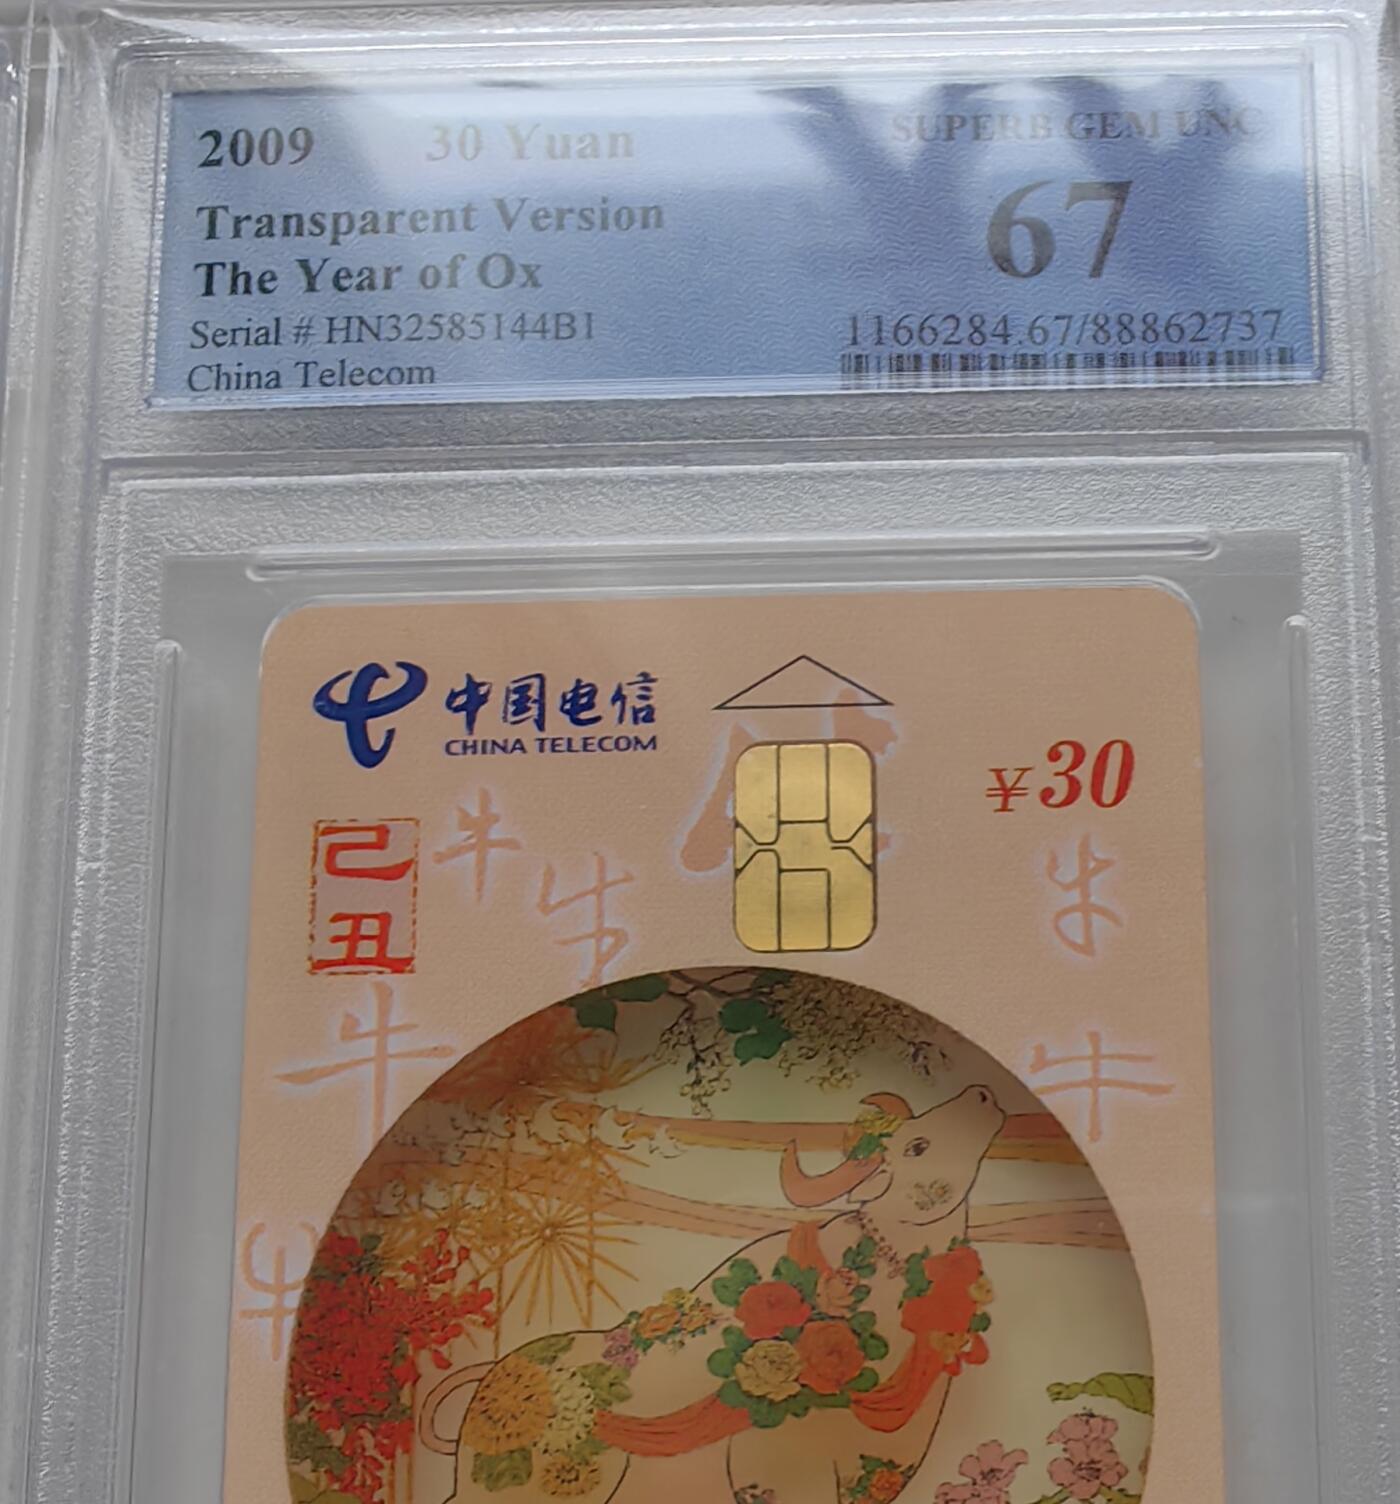 2009 30 Yuan
SUPERB GEM UNC
Transparent Version
67
The Year of Ox
Serial # HN32585144B1
1166284.67/88862737
China Telecom
中国电信
CHINA TELECOM
¥30
己丑
牛
牛
牛
牛
牛
牛